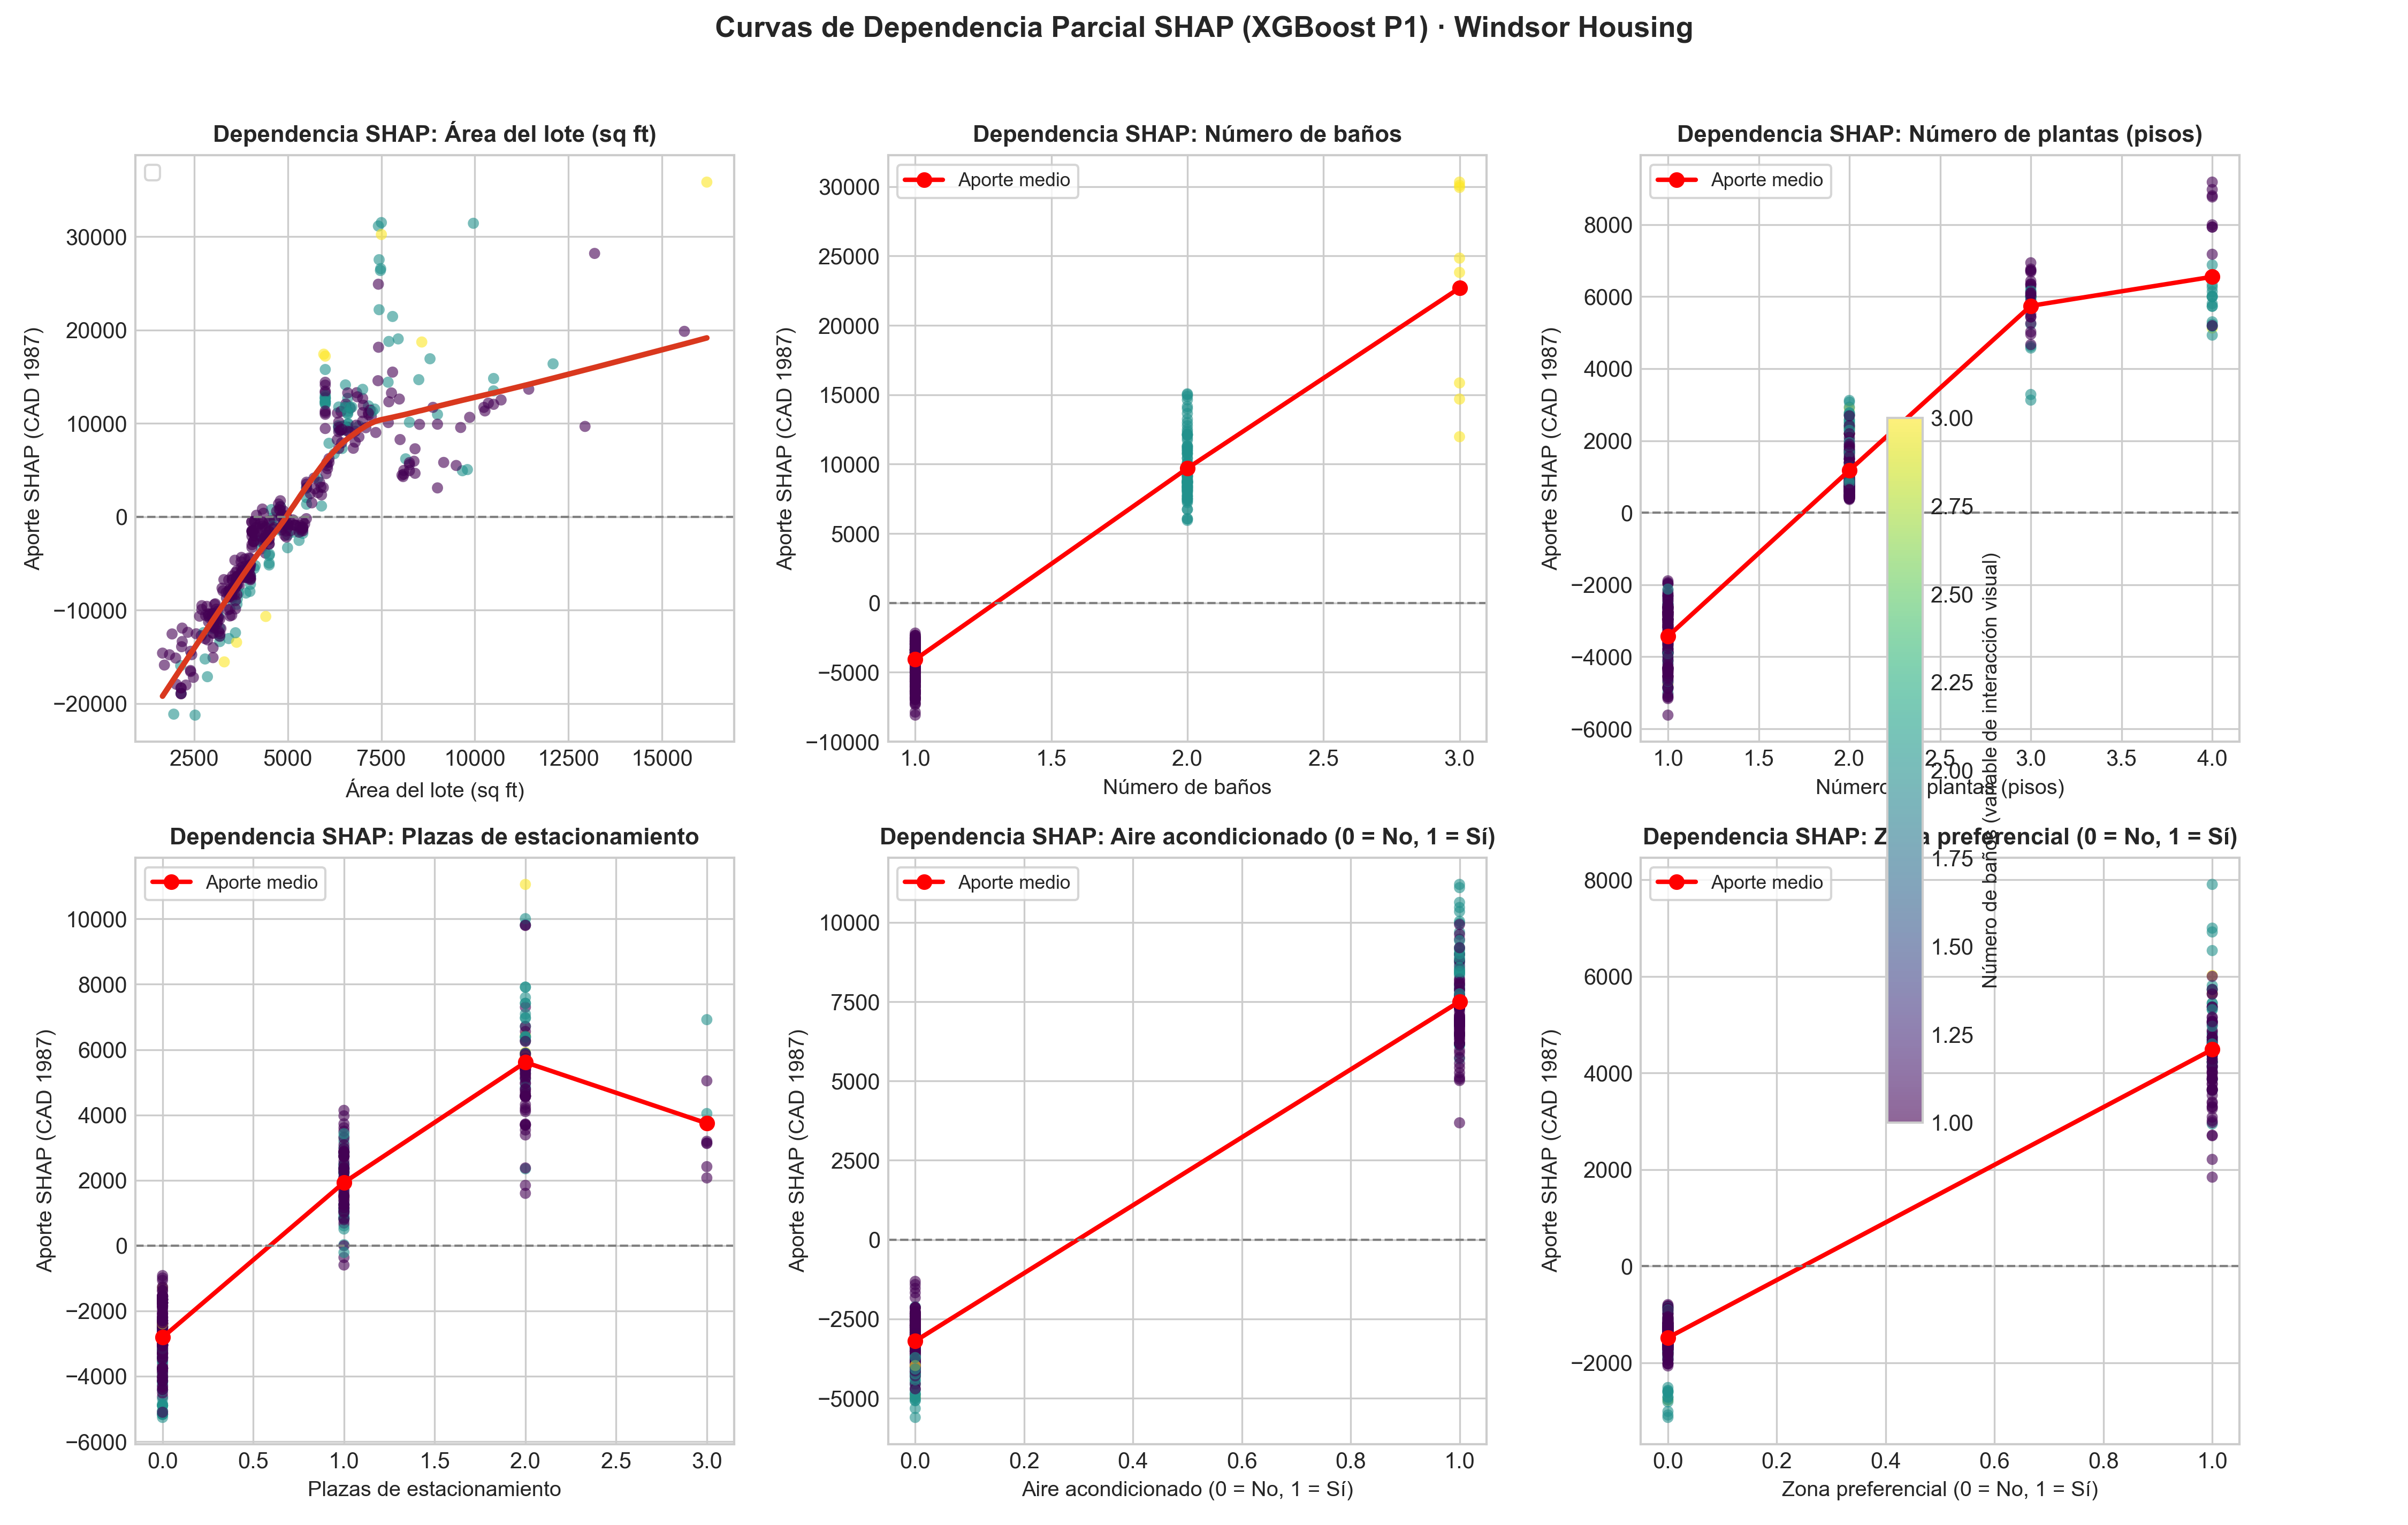 Curvas de Dependencia Parcial SHAP (XGBoost P1) · Windsor Housing
Dependencia SHAP: Área del lote (sq ft)
Aporte SHAP (CAD 1987)
30000
20000
10000
0
−10000
−20000
2500 5000 7500 10000 12500 15000
Área del lote (sq ft)
Dependencia SHAP: Número de baños
Aporte medio
Aporte SHAP (CAD 1987)
30000
25000
20000
15000
10000
5000
0
−5000
−10000
1.0 1.5 2.0 2.5 3.0
Número de baños
Dependencia SHAP: Número de plantas (pisos)
Aporte medio
Aporte SHAP (CAD 1987)
8000
6000
4000
2000
0
−2000
−4000
−6000
1.0 1.5 2.0 2.5 3.0 3.5 4.0
Número plantas (pisos)
3.00
2.75
2.50
2.25
2.00
1.75
1.50
1.25
1.00
Número de baños (variable de interacción visual)
Dependencia SHAP: Plazas de estacionamiento
Aporte medio
Aporte SHAP (CAD 1987)
10000
8000
6000
4000
2000
0
−2000
−4000
−6000
0.0 0.5 1.0 1.5 2.0 2.5 3.0
Plazas de estacionamiento
Dependencia SHAP: Aire acondicionado (0 = No, 1 = Sí)
Aporte medio
Aporte SHAP (CAD 1987)
10000
7500
5000
2500
0
−2500
−5000
0.0 0.2 0.4 0.6 0.8 1.0
Aire acondicionado (0 = No, 1 = Sí)
Dependencia SHAP: Zona preferencial (0 = No, 1 = Sí)
Aporte medio
Aporte SHAP (CAD 1987)
8000
6000
4000
2000
0
−2000
0.0 0.2 0.4 0.6 0.8 1.0
Zona preferencial (0 = No, 1 = Sí)